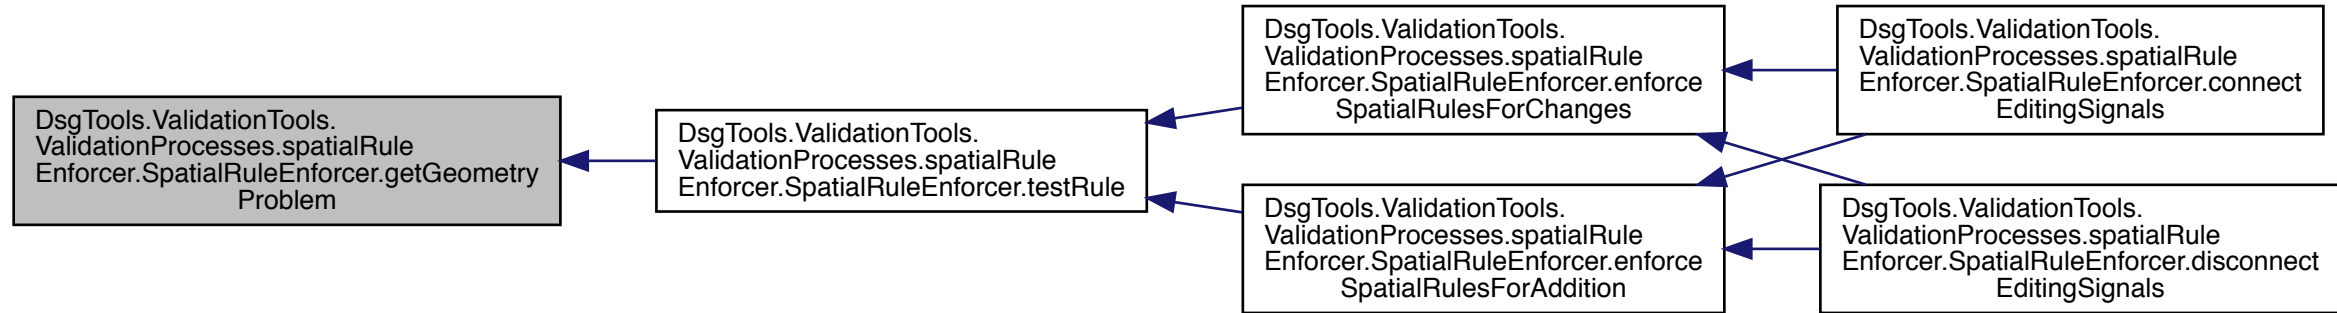 DsgTools.ValidationTools.
ValidationProcesses.spatialRule
Enforcer.SpatialRuleEnforcer.getGeometry
Problem
DsgTools.ValidationTools.
ValidationProcesses.spatialRule
Enforcer.SpatialRuleEnforcer.testRule
DsgTools.ValidationTools.
ValidationProcesses.spatialRule
Enforcer.SpatialRuleEnforcer.enforce
SpatialRulesForChanges
DsgTools.ValidationTools.
ValidationProcesses.spatialRule
Enforcer.SpatialRuleEnforcer.enforce
SpatialRulesForAddition
DsgTools.ValidationTools.
ValidationProcesses.spatialRule
Enforcer.SpatialRuleEnforcer.connect
EditingSignals
DsgTools.ValidationTools.
ValidationProcesses.spatialRule
Enforcer.SpatialRuleEnforcer.disconnect
EditingSignals